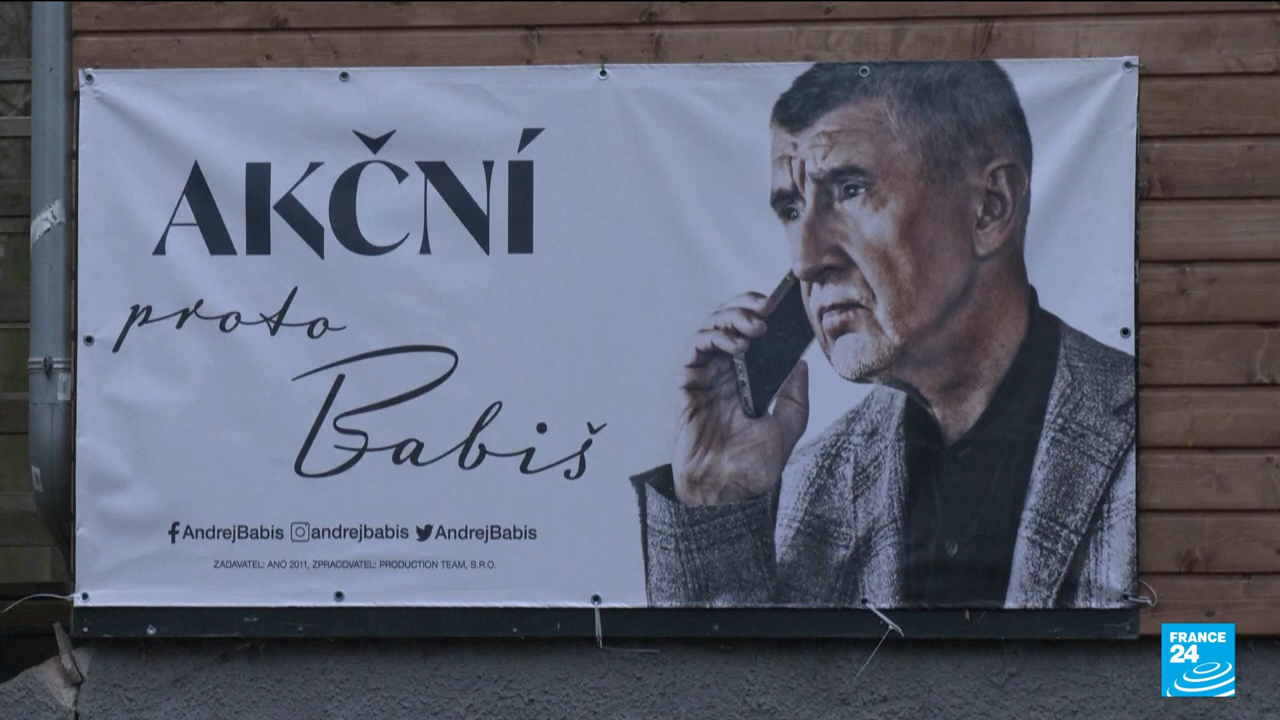 AKČNÍ
proto
Babiš
AndrejBabis andrejbabis AndrejBabis
ZADAVATEL: ANO 2011, ZPRACOVATEL: PRODUCTION TEAM, S.R.O.
FRANCE
24